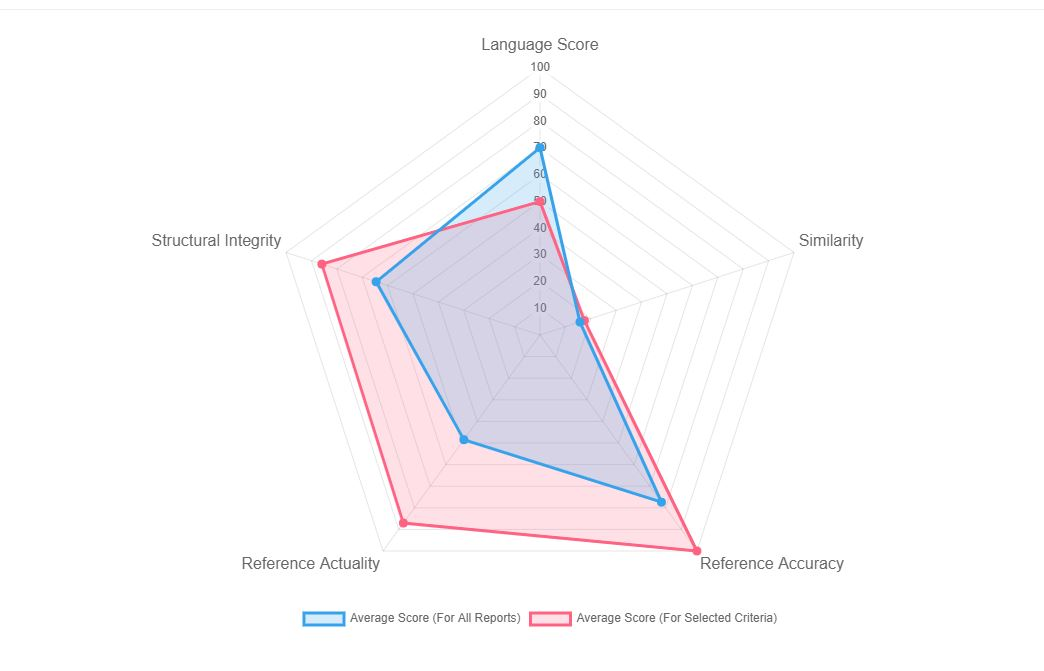 Language Score
100
90
80
70
60
50
40
30
20
10
Structural Integrity
Similarity
Reference Actuality
Reference Accuracy
Average Score (For All Reports)
Average Score (For Selected Criteria)